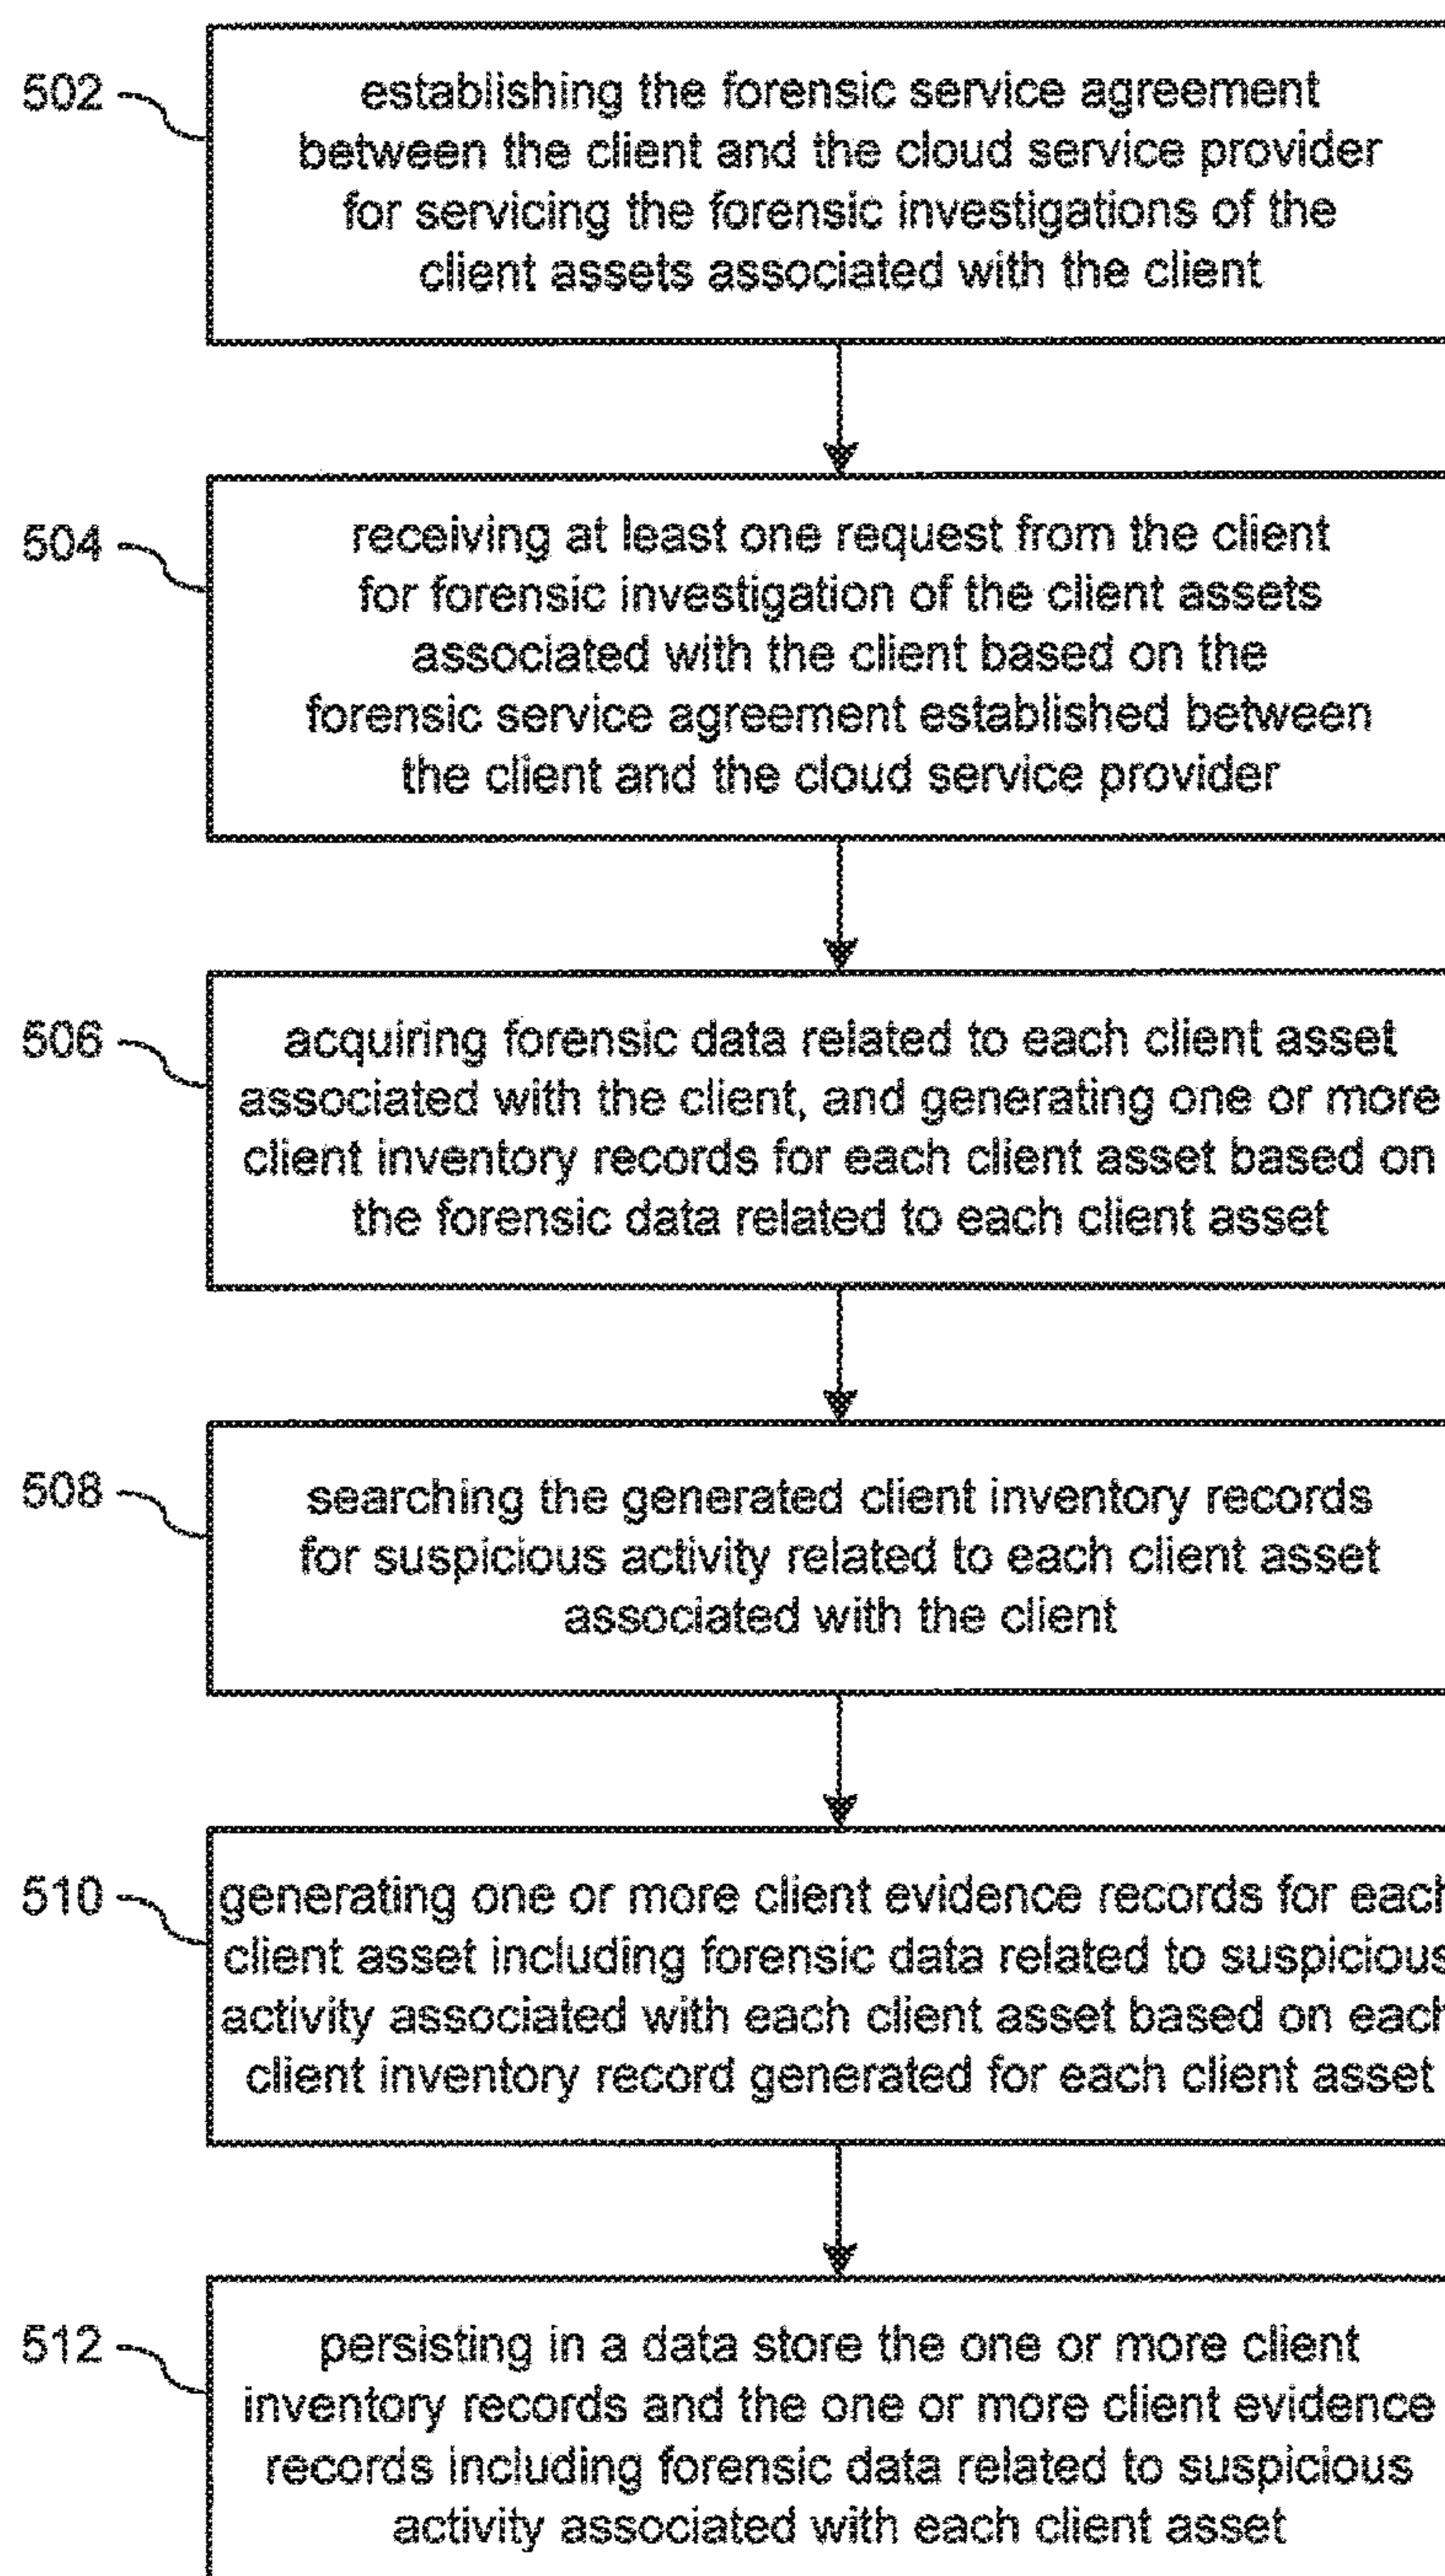 502
establishing the forensic service agreement
between the client and the cloud service provider
for servicing the forensic investigations of the
client assets associated with the client
504
receiving at least one request from the client
for forensic investigation of the client assets
associated with the client based on the
forensic service agreement established between
the client and the cloud service provider
506
acquiring forensic data related to each client asset
associated with the client, and generating one or more
client inventory records for each client asset based on
the forensic data related to each client asset
508
searching the generated client inventory records
for suspicious activity related to each client asset
associated with the client
510
generating one or more client evidence records for each
client asset including forensic data related to suspicious
activity associated with each client asset based on each
client inventory record generated for each client asset
512
persisting in a data store the one or more client
inventory records and the one or more client evidence
records including forensic data related to suspicious
activity associated with each client asset